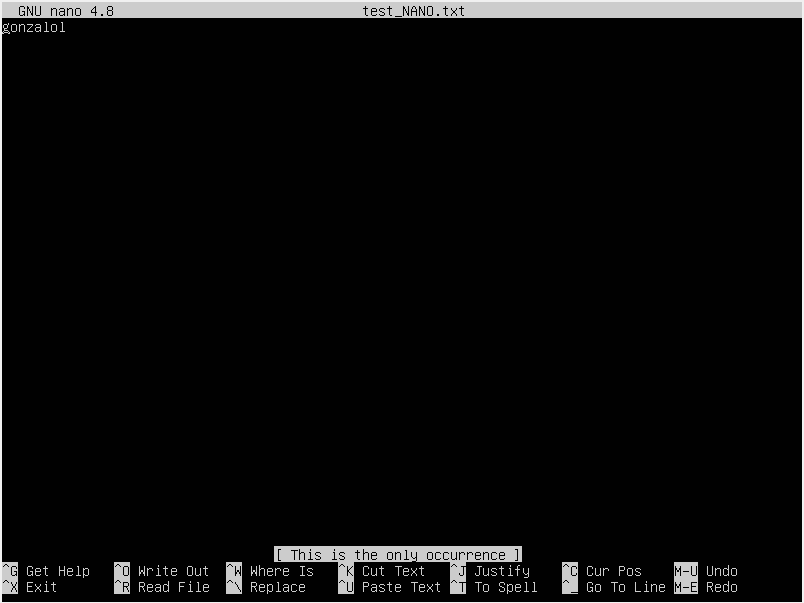 GNU nano 4.8 test_NANO.txt
gonzalol
[ This is the only occurrence ]
^G Get Help ^O Write Out ^W Where Is ^K Cut Text ^J Justify ^C Cur Pos M-U Undo
^X Exit ^R Read File ^\ Replace ^U Paste Text ^T To Spell ^_ Go To Line M-E Redo